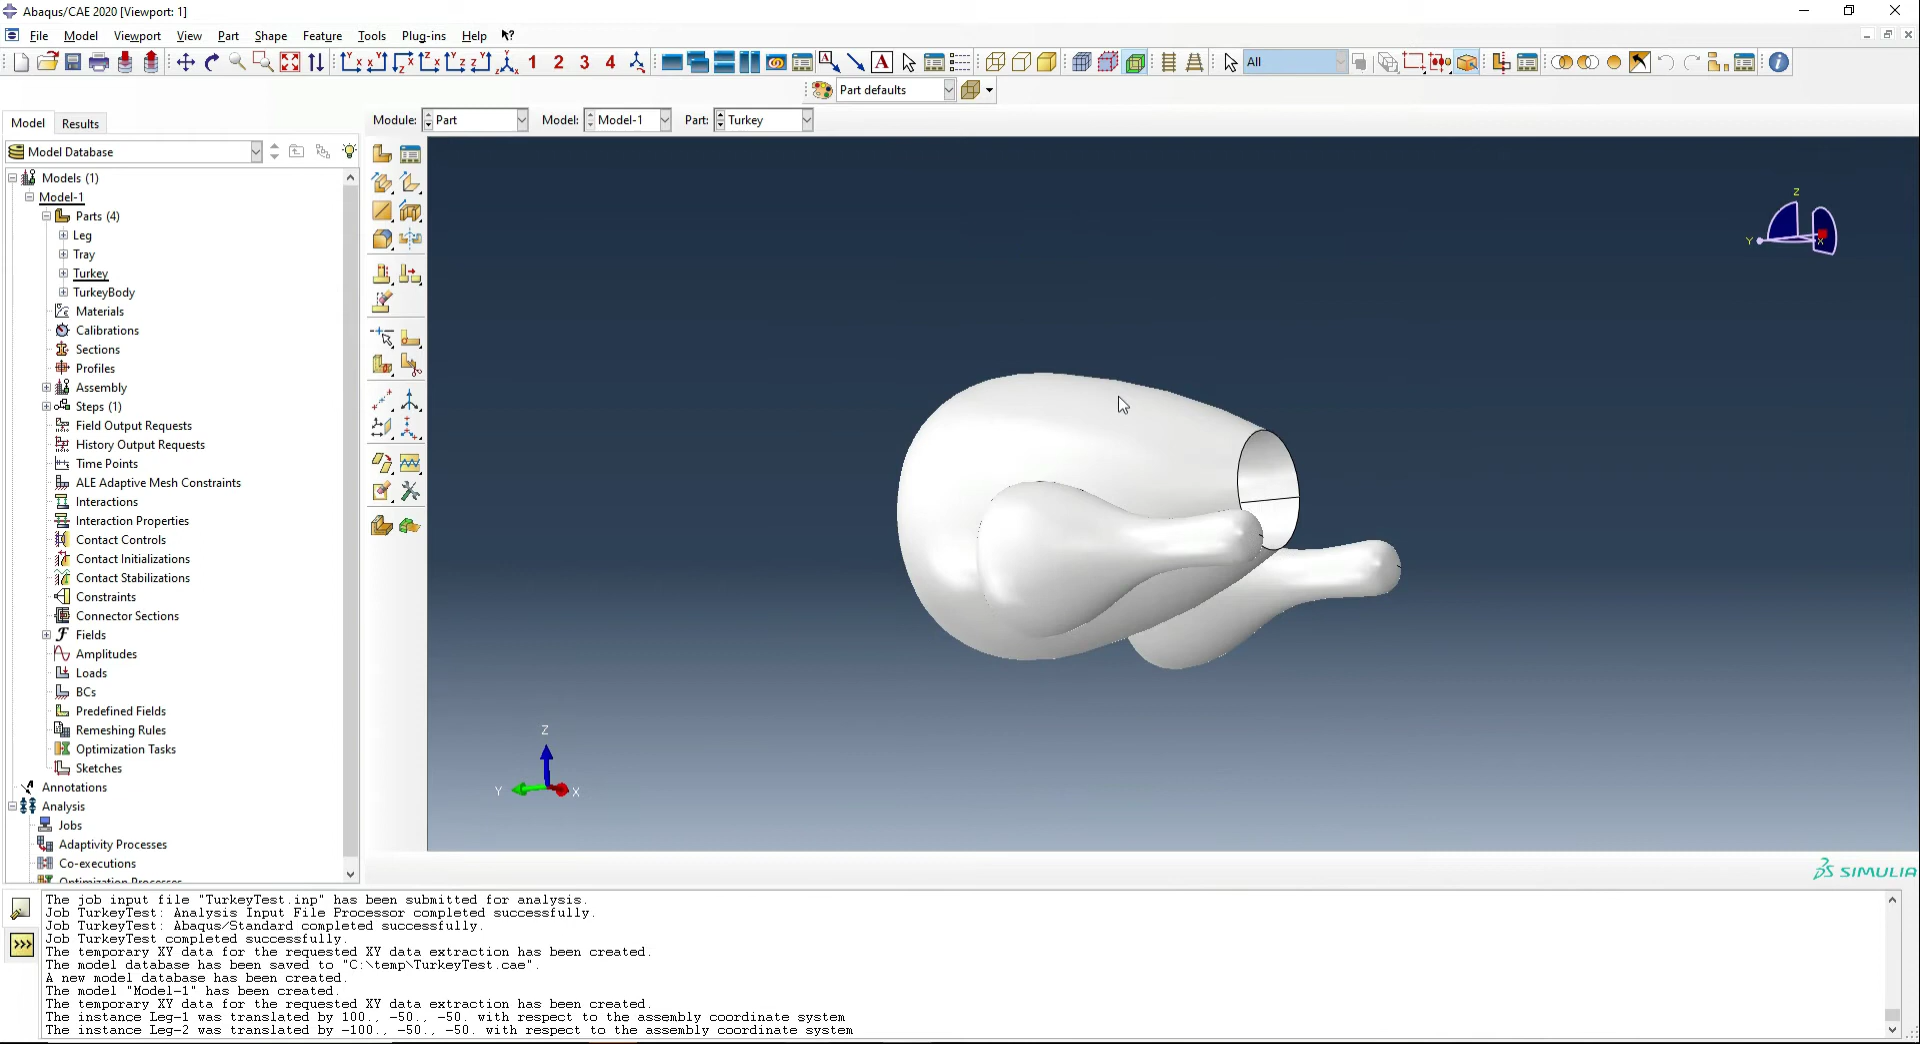 Abaqus/CAE 2020 [Viewport: 1]
File Model Viewport View Part Shape Feature Tools Plug-ins Help
1 2 3 4 A A All
Part defaults
Model Results
Module: Part Model: Model-1 Part: Turkey
Model Database
Models (1)
Model-1
Parts (4)
Leg
Tray
Turkey
TurkeyBody
Materials
Calibrations
Sections
Profiles
Assembly
Steps (1)
Field Output Requests
History Output Requests
Time Points
ALE Adaptive Mesh Constraints
Interactions
Interaction Properties
Contact Controls
Contact Initializations
Contact Stabilizations
Constraints
Connector Sections
Fields
Amplitudes
Loads
BCs
Predefined Fields
Remeshing Rules
Optimization Tasks
Sketches
Annotations
Analysis
Jobs
Adaptivity Processes
Co-executions
Optimization Processes
Z
Y X
Z
Y X
SIMULIA
The job input file "TurkeyTest.inp" has been submitted for analysis.
Job TurkeyTest: Analysis Input File Processor completed successfully.
Job TurkeyTest: Abaqus/Standard completed successfully.
Job TurkeyTest completed successfully.
The temporary XY data for the requested XY data extraction has been created.
The model database has been saved to "C:\temp\TurkeyTest.cae".
A new model database has been created.
The model "Model-1" has been created.
The temporary XY data for the requested XY data extraction has been created.
The instance Leg-1 was translated by 100., -50., -50. with respect to the assembly coordinate system
The instance Leg-2 was translated by -100., -50., -50. with respect to the assembly coordinate system